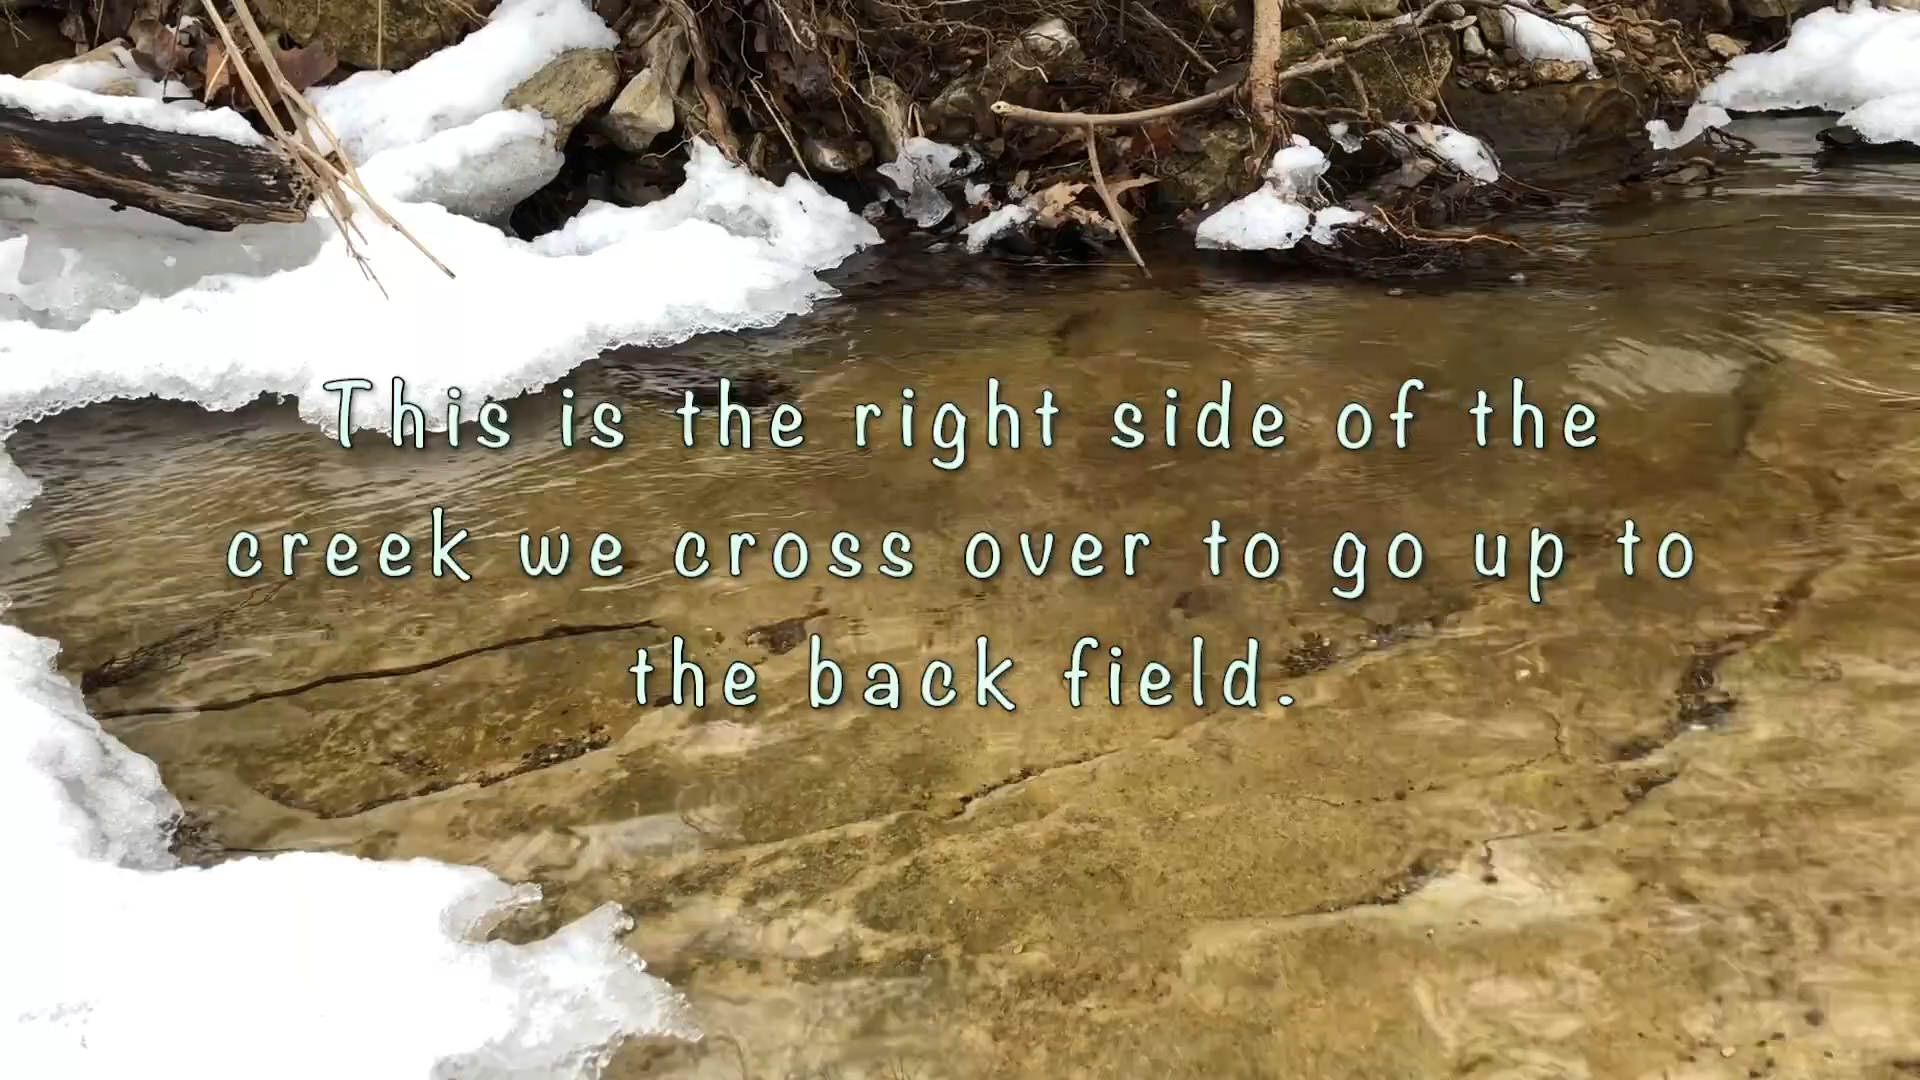 This is the right side of the
creek we cross over to go up to
the back field.